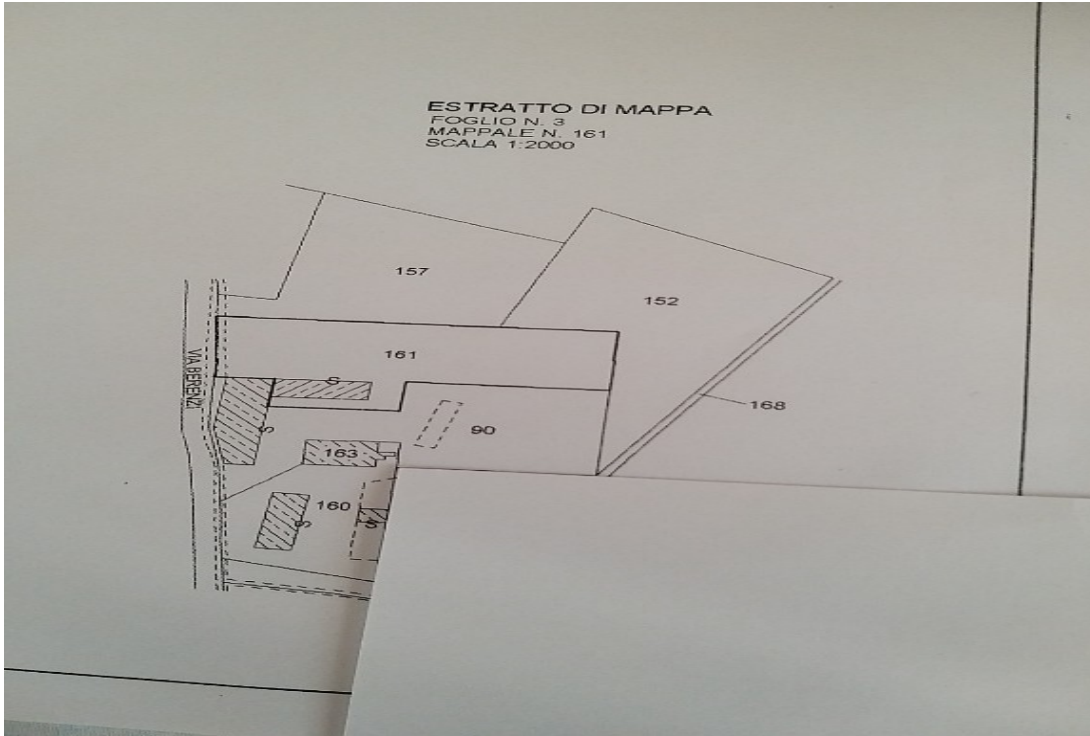 ESTRATTO DI MAPPA
FOGLIO N. 3
MAPPALE N. 161
SCALA 1:2000
157
152
161
VIA BERENZI
S
168
90
S
163
160
S
S